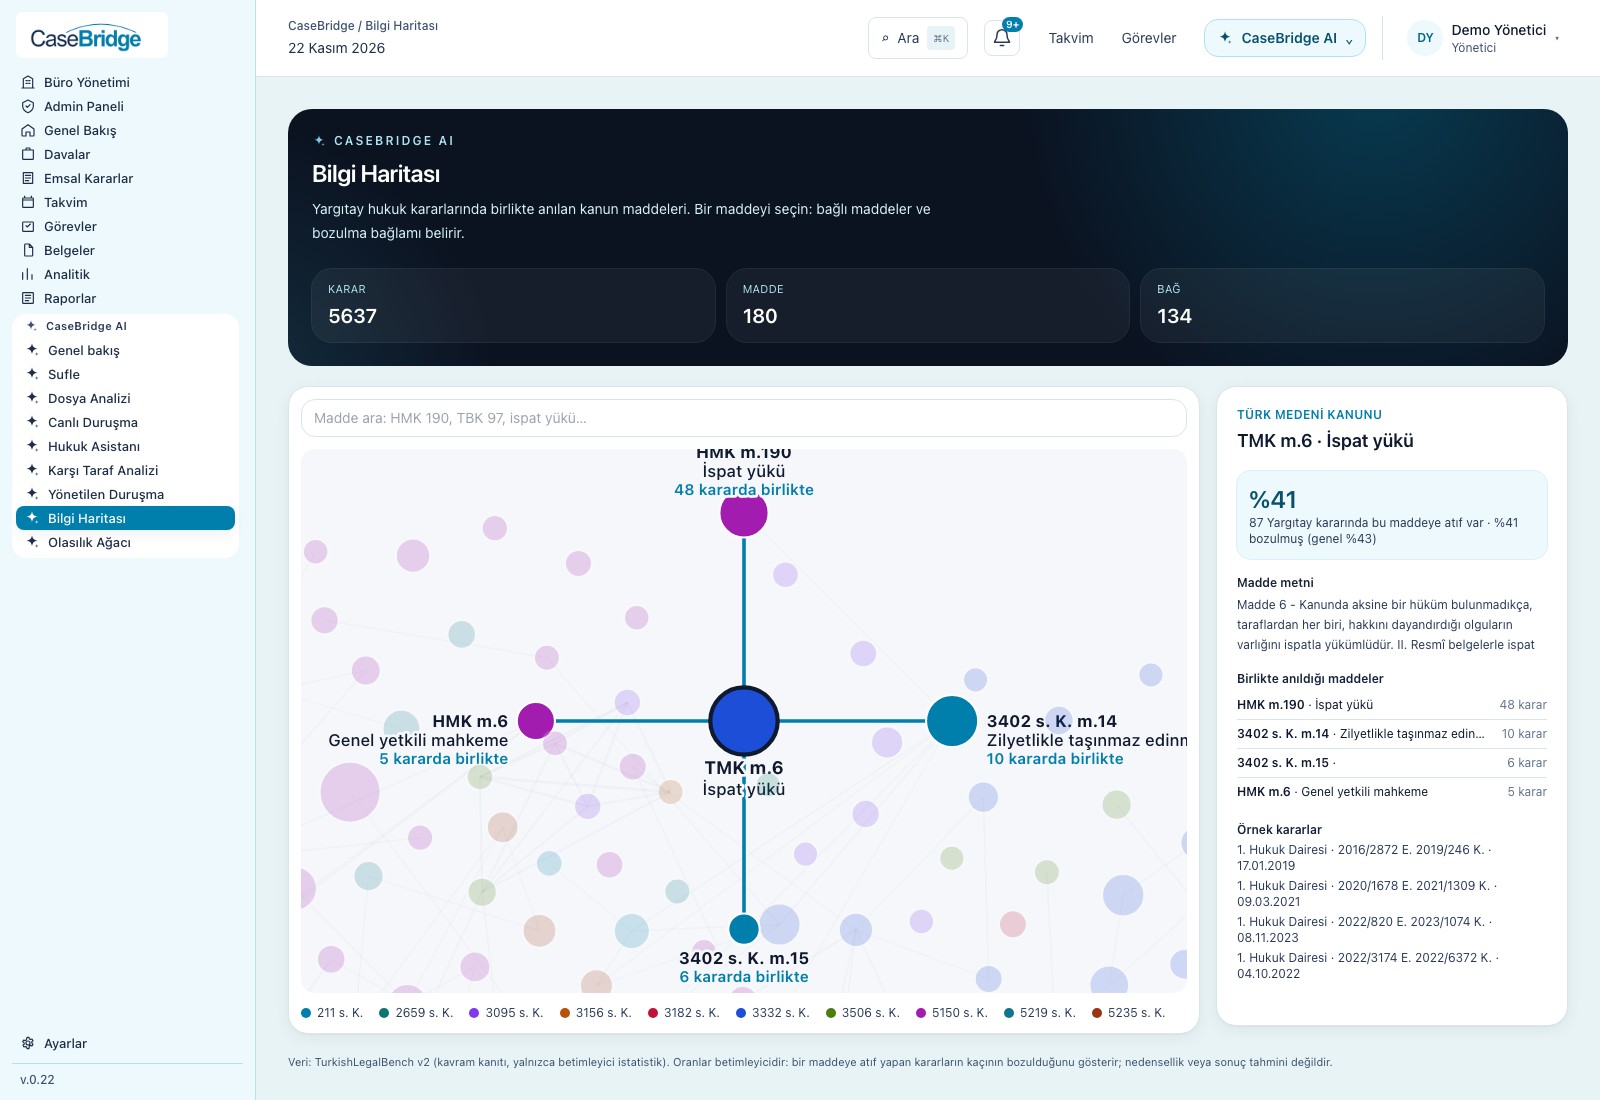 CaseBridge
Büro Yönetimi
Admin Paneli
Genel Bakış
Davalar
Emsal Kararlar
Takvim
Görevler
Belgeler
Analitik
Raporlar
CaseBridge AI
Genel bakış
Sufle
Dosya Analizi
Canlı Duruşma
Hukuk Asistanı
Karşı Taraf Analizi
Yönetilen Duruşma
Bilgi Haritası
Olasılık Ağacı
Ayarlar
v.0.22
CaseBridge / Bilgi Haritası
22 Kasım 2026
Ara ⌘K
9+
Takvim
Görevler
CaseBridge AI
DY
Demo Yönetici
Yönetici
CASEBRIDGE AI
Bilgi Haritası
Yargıtay hukuk kararlarında birlikte anılan kanun maddeleri. Bir maddeyi seçin: bağlı maddeler ve
bozulma bağlamı belirir.
KARAR
5637
MADDE
180
BAĞ
134
Madde ara: HMK 190, TBK 97, ispat yükü...
HMK m.190
İspat yükü
48 kararda birlikte
HMK m.6
Genel yetkili mahkeme
5 kararda birlikte
3402 s. K. m.14
Zilyetlikle taşınmaz edinm
10 kararda birlikte
TMK m.6
İspat yükü
3402 s. K. m.15
6 kararda birlikte
211 s. K.
2659 s. K.
3095 s. K.
3156 s. K.
3182 s. K.
3332 s. K.
3506 s. K.
5150 s. K.
5219 s. K.
5235 s. K.
TÜRK MEDENİ KANUNU
TMK m.6 · İspat yükü
%41
87 Yargıtay kararında bu maddeye atıf var · %41
bozulmuş (genel %43)
Madde metni
Madde 6 - Kanunda aksine bir hüküm bulunmadıkça,
taraflardan her biri, hakkını dayandırdığı olguların
varlığını ispatla yükümlüdür. II. Resmî belgelerle ispat
Birlikte anıldığı maddeler
HMK m.190 · İspat yükü 48 karar
3402 s. K. m.14 · Zilyetlikle taşınmaz edin... 10 karar
3402 s. K. m.15 · 6 karar
HMK m.6 · Genel yetkili mahkeme 5 karar
Örnek kararlar
1. Hukuk Dairesi · 2016/2872 E. 2019/246 K. ·
17.01.2019
1. Hukuk Dairesi · 2020/1678 E. 2021/1309 K. ·
09.03.2021
1. Hukuk Dairesi · 2022/820 E. 2023/1074 K. ·
08.11.2023
1. Hukuk Dairesi · 2022/3174 E. 2022/6372 K. ·
04.10.2022
Veri: TurkishLegalBench v2 (kavram kanıtı, yalnızca betimleyici istatistik). Oranlar betimleyicidir: bir maddeye atıf yapan kararların kaçının bozulduğunu gösterir; nedensellik veya sonuç tahmini değildir.